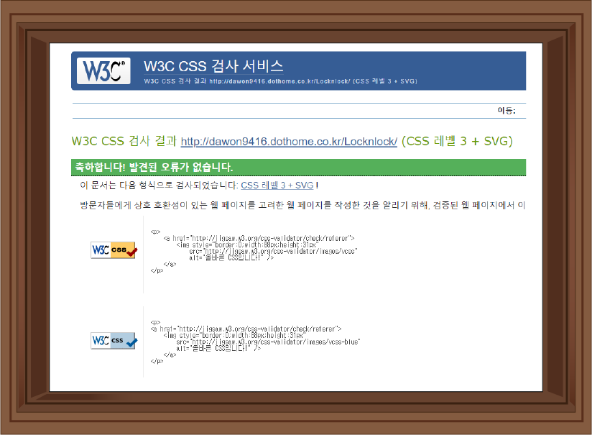 W3C® W3C CSS 검사 서비스
W3C CSS 검사 결과 http://dawon9416.dothome.co.kr/Locknlock/ (CSS 레벨 3 + SVG)
이동:
W3C CSS 검사 결과 http://dawon9416.dothome.co.kr/Locknlock/ (CSS 레벨 3 + SVG)
축하합니다! 발견된 오류가 없습니다.
이 문서는 다음 형식으로 검사되었습니다: CSS 레벨 3 + SVG !
방문자들에게 상호 호환성이 있는 웹 페이지를 고려한 웹 페이지를 작성한 것을 알리기 위해, 검증된 웹 페이지에서 이
W3C css
<p>
<a href="http://jigsaw.w3.org/css-validator/check/referer">
<img style="border:0;width:88px;height:31px"
src="http://jigsaw.w3.org/css-validator/images/vcss"
alt="올바른 CSS입니다!" />
</a>
</p>
W3C css
<p>
<a href="http://jigsaw.w3.org/css-validator/check/referer">
<img style="border:0;width:88px;height:31px"
src="http://jigsaw.w3.org/css-validator/images/vcss-blue"
alt="올바른 CSS입니다!" />
</a>
</p>